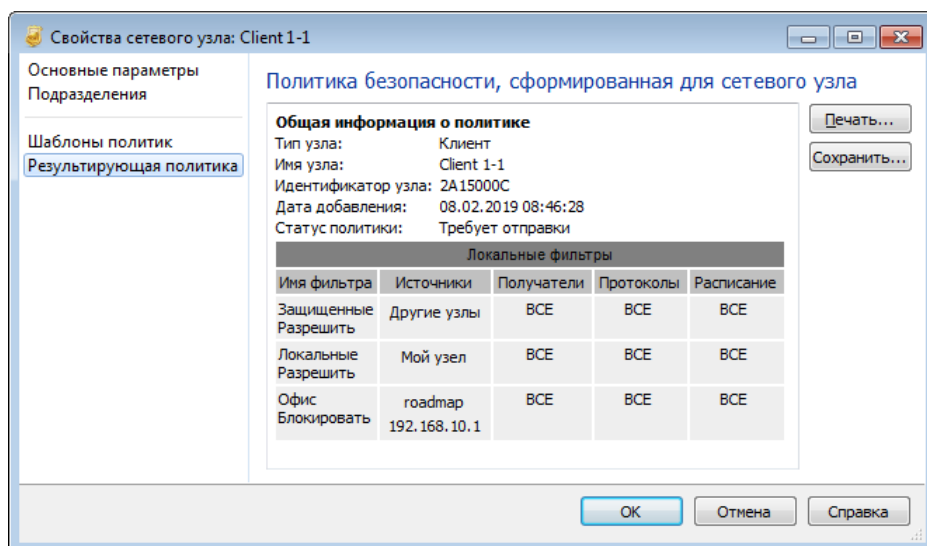 Свойства сетевого узла: Client 1-1
Основные параметры
Подразделения
Шаблоны политик
Результирующая политика
Политика безопасности, сформированная для сетевого узла
Общая информация о политике
Тип узла: Клиент
Имя узла: Client 1-1
Идентификатор узла: 2A15000C
Дата добавления: 08.02.2019 08:46:28
Статус политики: Требует отправки
Локальные фильтры
Имя фильтра Источники Получатели Протоколы Расписание
Защищенные Разрешить Другие узлы ВСЕ ВСЕ ВСЕ
Локальные Разрешить Мой узел ВСЕ ВСЕ ВСЕ
Офис Блокировать roadmap 192.168.10.1 ВСЕ ВСЕ ВСЕ
Печать...
Сохранить...
ОК
Отмена
Справка